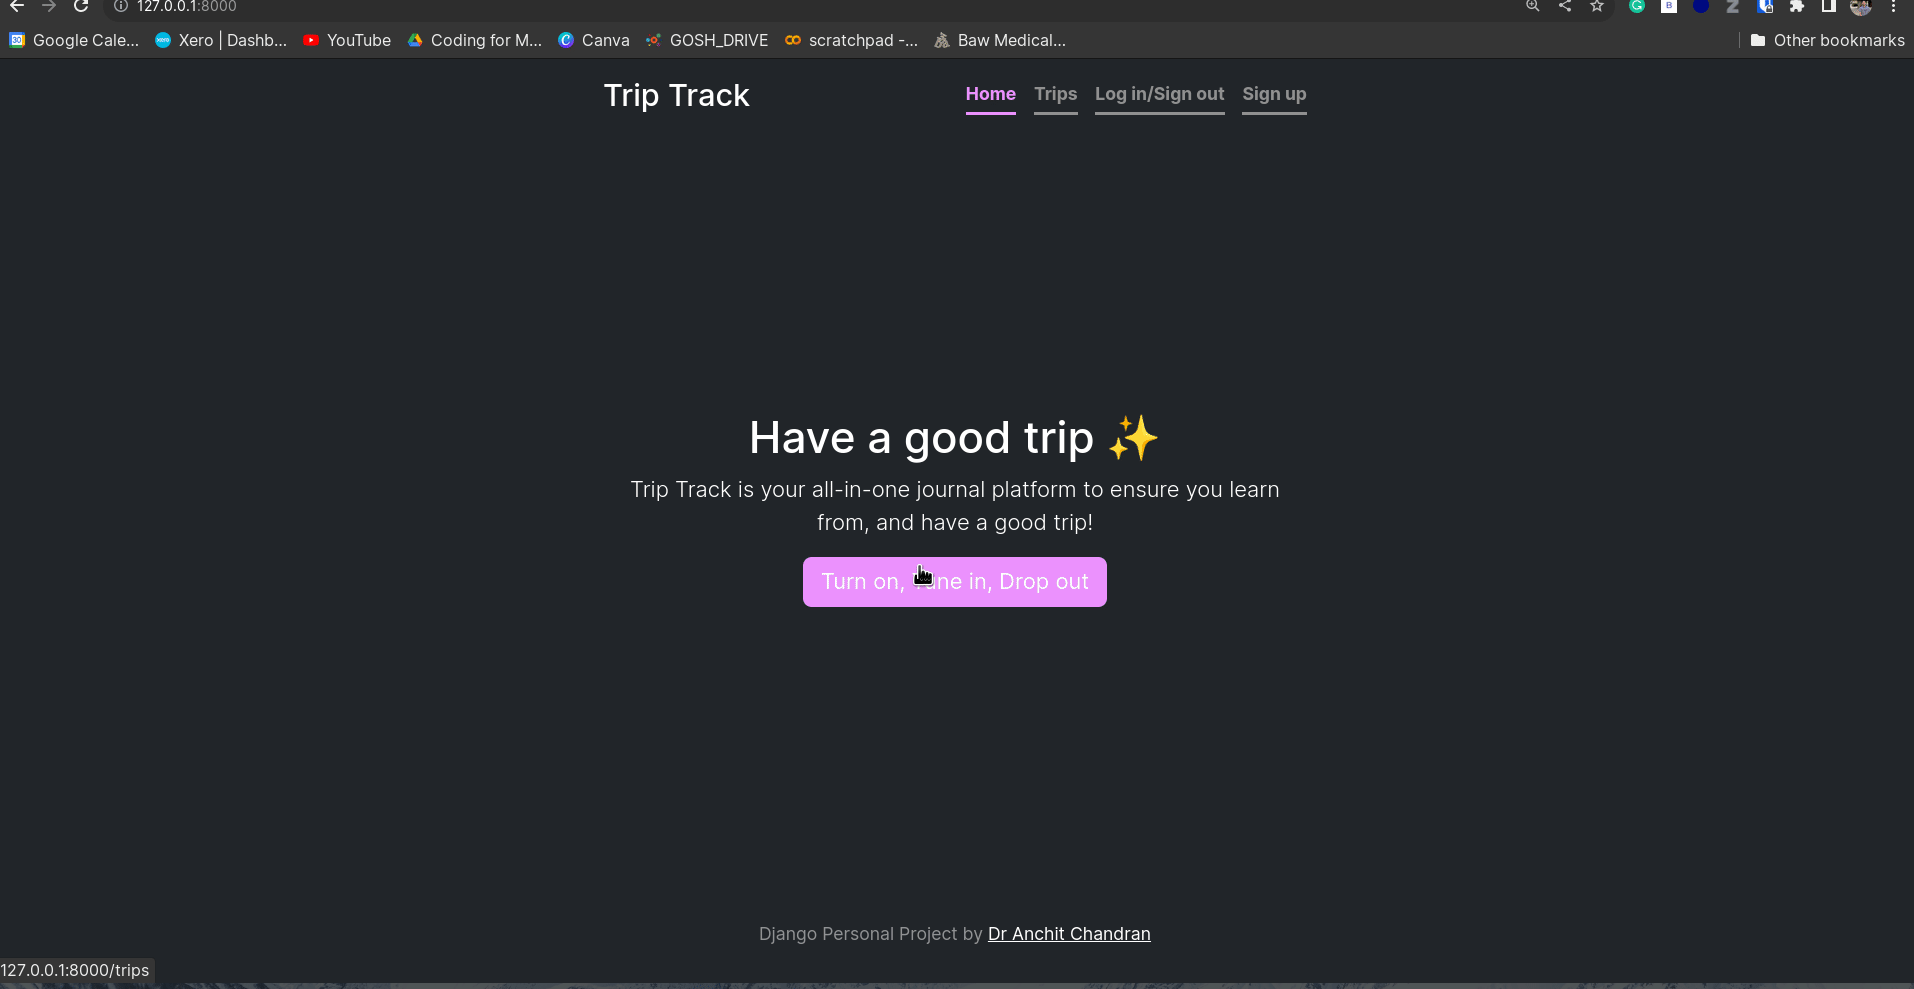 127.0.0.1:8000
Google Cale...
Xero | Dashb...
YouTube
Coding for M...
Canva
GOSH_DRIVE
scratchpad -...
Baw Medical...
Other bookmarks
Trip Track
Home Trips Log in/Sign out Sign up
Have a good trip ✨
Trip Track is your all-in-one journal platform to ensure you learn
from, and have a good trip!
Turn on, Tune in, Drop out
Django Personal Project by Dr Anchit Chandran
127.0.0.1:8000/trips